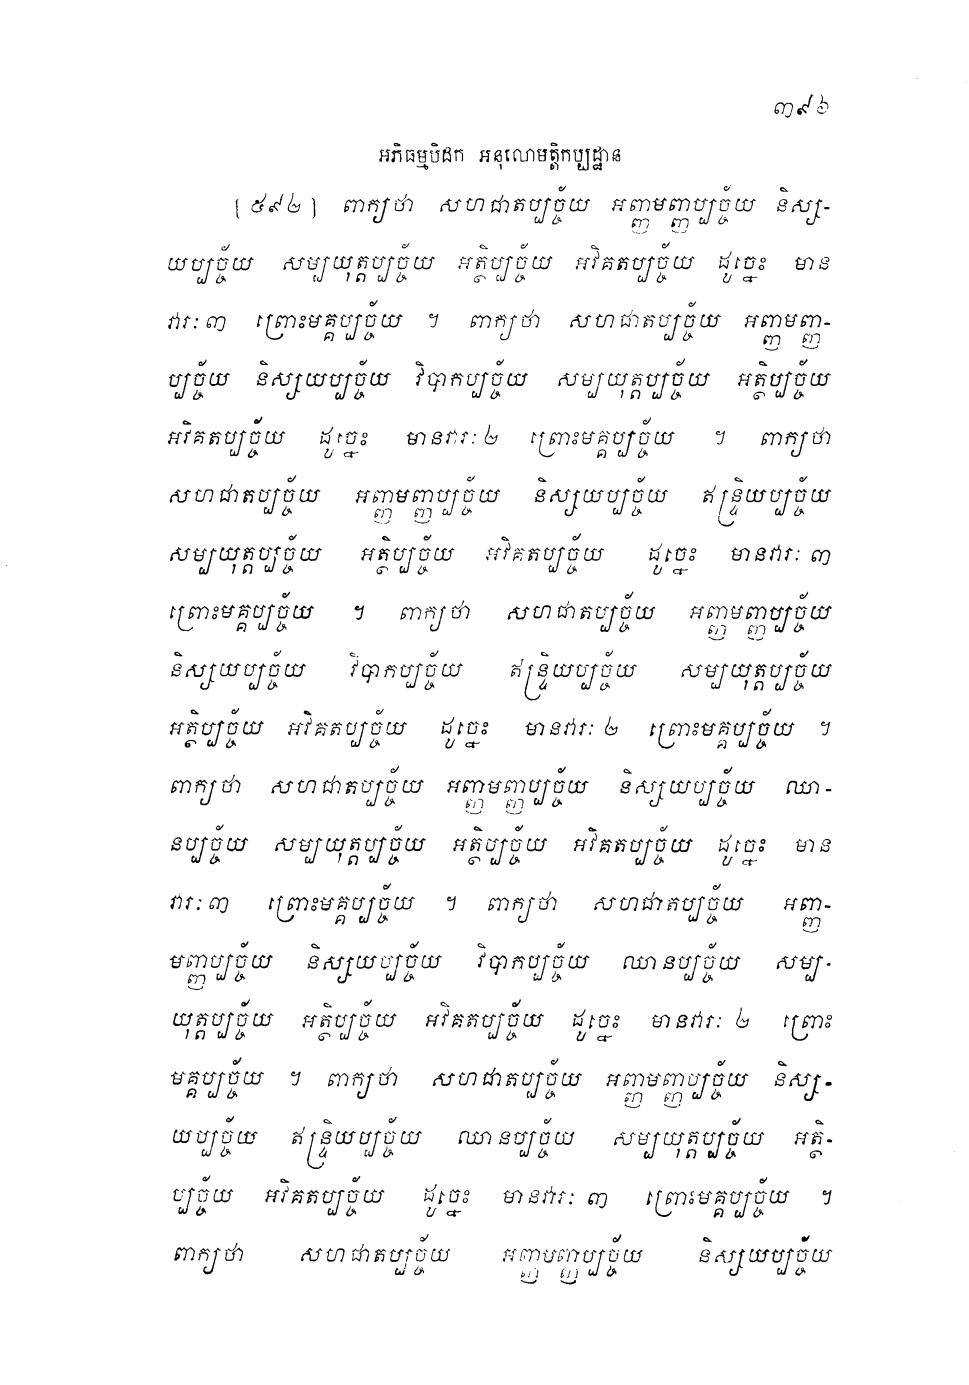 ៣៩៦
អភិធម្មបិដក អនុលោមត្តិកប្បដ្ឋាន
[៥៩២] ពាក្យថា សហជាតប្បច្ច័យ អញ្ញមញ្ញប្បច្ច័យ និស្ស-
យប្បច្ច័យ សម្បយុត្តប្បច្ច័យ អត្ថិប្បច្ច័យ អវិគតប្បច្ច័យ ដូច្នេះ មាន
វារៈ ៣ ព្រោះមគ្គប្បច្ច័យ ។ ពាក្យថា សហជាតប្បច្ច័យ អញ្ញមញ្ញ-
ប្បច្ច័យ និស្សយប្បច្ច័យ វិបាកប្បច្ច័យ សម្បយុត្តប្បច្ច័យ អត្ថិប្បច្ច័យ
អវិគតប្បច្ច័យ ដូច្នេះ មានវារៈ ២ ព្រោះមគ្គប្បច្ច័យ ។ ពាក្យថា
សហជាតប្បច្ច័យ អញ្ញមញ្ញប្បច្ច័យ និស្សយប្បច្ច័យ ឥន្ទ្រិយប្បច្ច័យ
សម្បយុត្តប្បច្ច័យ អត្ថិប្បច្ច័យ អវិគតប្បច្ច័យ ដូច្នេះ មានវារៈ ៣
ព្រោះមគ្គប្បច្ច័យ ។ ពាក្យថា សហជាតប្បច្ច័យ អញ្ញមញ្ញប្បច្ច័យ
និស្សយប្បច្ច័យ វិបាកប្បច្ច័យ ឥន្ទ្រិយប្បច្ច័យ សម្បយុត្តប្បច្ច័យ
អត្ថិប្បច្ច័យ អវិគតប្បច្ច័យ ដូច្នេះ មានវារៈ ២ ព្រោះមគ្គប្បច្ច័យ ។
ពាក្យថា សហជាតប្បច្ច័យ អញ្ញមញ្ញប្បច្ច័យ និស្សយប្បច្ច័យ ឈា-
នប្បច្ច័យ សម្បយុត្តប្បច្ច័យ អត្ថិប្បច្ច័យ អវិគតប្បច្ច័យ ដូច្នេះ មាន
វារៈ ៣ ព្រោះមគ្គប្បច្ច័យ ។ ពាក្យថា សហជាតប្បច្ច័យ អញ្ញ-
មញ្ញប្បច្ច័យ និស្សយប្បច្ច័យ វិបាកប្បច្ច័យ ឈានប្បច្ច័យ សម្ប-
យុត្តប្បច្ច័យ អត្ថិប្បច្ច័យ អវិគតប្បច្ច័យ ដូច្នេះ មានវារៈ ២ ព្រោះ
មគ្គប្បច្ច័យ ។ ពាក្យថា សហជាតប្បច្ច័យ អញ្ញមញ្ញប្បច្ច័យ និស្ស-
យប្បច្ច័យ ឥន្ទ្រិយប្បច្ច័យ ឈានប្បច្ច័យ សម្បយុត្តប្បច្ច័យ អត្ថិ-
ប្បច្ច័យ អវិគតប្បច្ច័យ ដូច្នេះ មានវារៈ ៣ ព្រោះមគ្គប្បច្ច័យ ។
ពាក្យថា សហជាតប្បច្ច័យ អញ្ញមញ្ញប្បច្ច័យ និស្សយប្បច្ច័យ